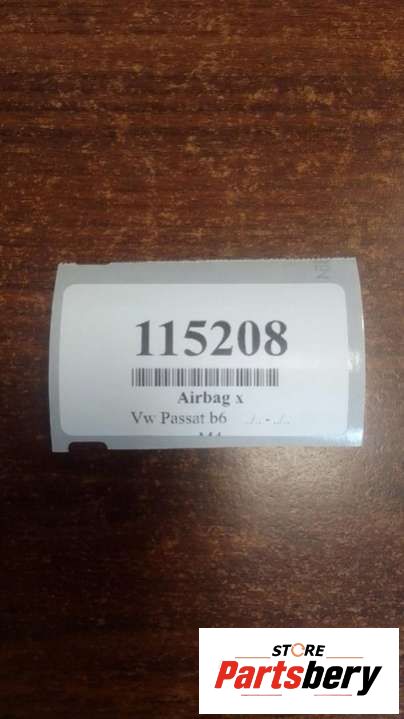 115208
Airbag x
Vw Passat b6 ./.-./.
STORE
Partsbery